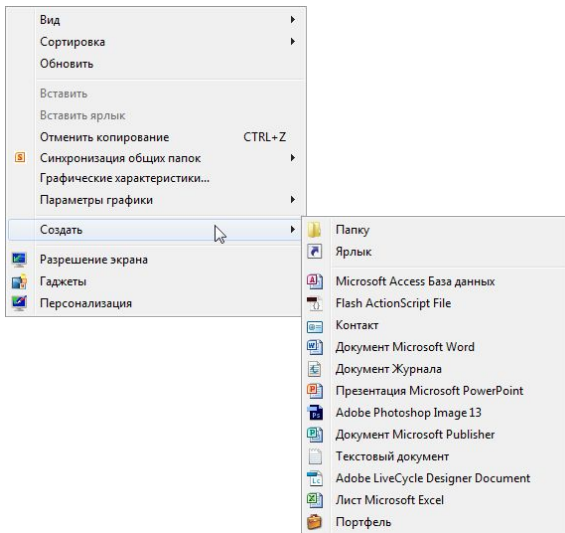 Вид
Сортировка
Обновить
Вставить
Вставить ярлык
Отменить копирование CTRL+Z
Синхронизация общих папок
Графические характеристики...
Параметры графики
Создать
Разрешение экрана
Гаджеты
Персонализация
Папку
Ярлык
Microsoft Access База данных
Flash ActionScript File
Контакт
Документ Microsoft Word
Документ Журнала
Презентация Microsoft PowerPoint
Adobe Photoshop Image 13
Документ Microsoft Publisher
Текстовый документ
Adobe LiveCycle Designer Document
Лист Microsoft Excel
Портфель